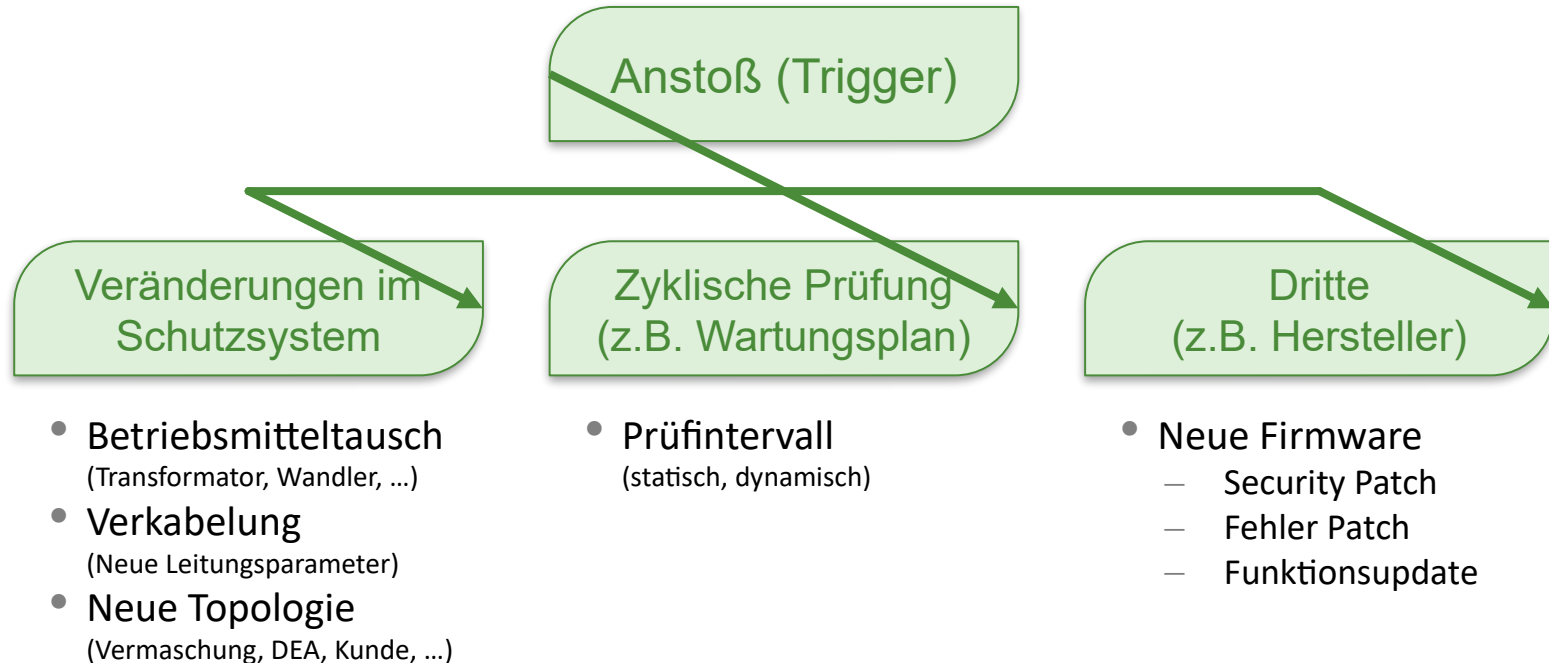 Anstoß (Trigger)
Veränderungen im
Schutzsystem
Zyklische Prüfung
(z.B. Wartungsplan)
Dritte
(z.B. Hersteller)
• Betriebsmitteltausch
(Transformator, Wandler, …)
• Verkabelung
(Neue Leitungsparameter)
• Neue Topologie
(Vermaschung, DEA, Kunde, …)
• Prüfintervall
(statisch, dynamisch)
• Neue Firmware
– Security Patch
– Fehler Patch
– Funktionsupdate